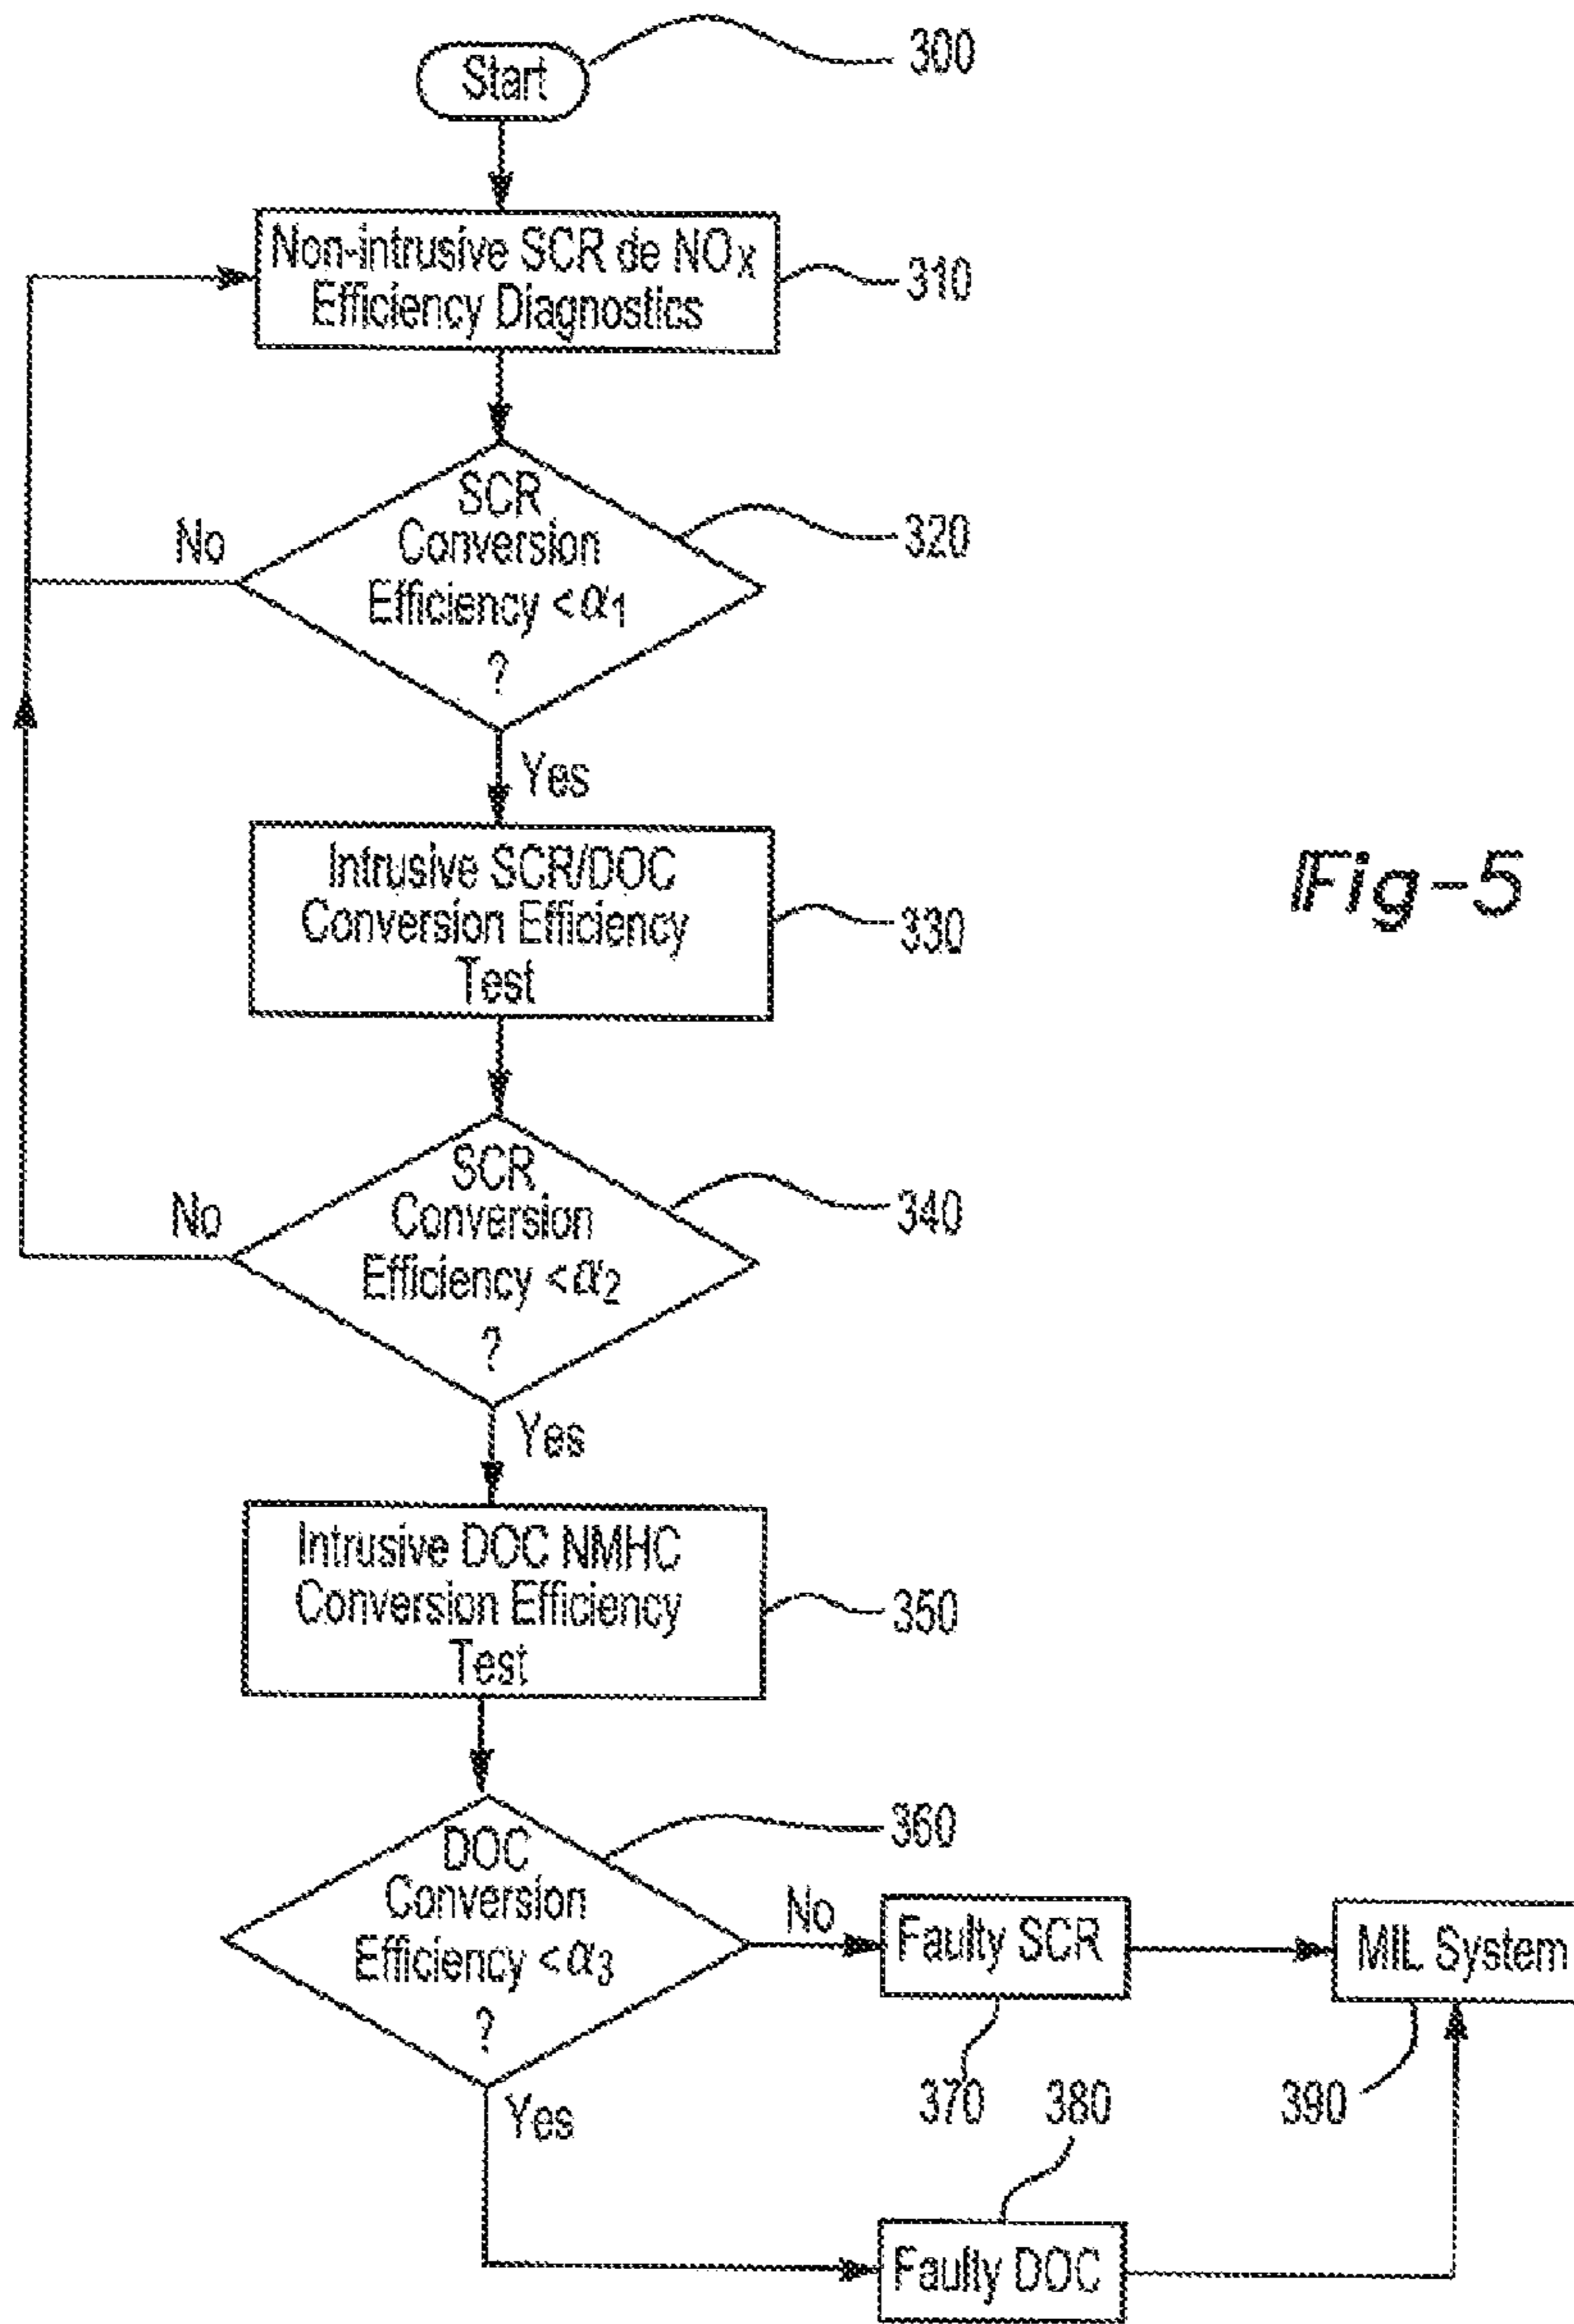 Start
300
Non-intrusive SCR de NOx
Efficiency Diagnostics
310
SCR
Conversion
Efficiency < α1
?
320
No
Yes
Intrusive SCR/DOC
Conversion Efficiency
Test
330
Fig-5
SCR
Conversion
Efficiency < α2
?
340
No
Yes
Intrusive DOC NMHC
Conversion Efficiency
Test
350
DOC
Conversion
Efficiency < α3
?
360
No
Faulty SCR
MIL System
370
380
390
Yes
Faulty DOC